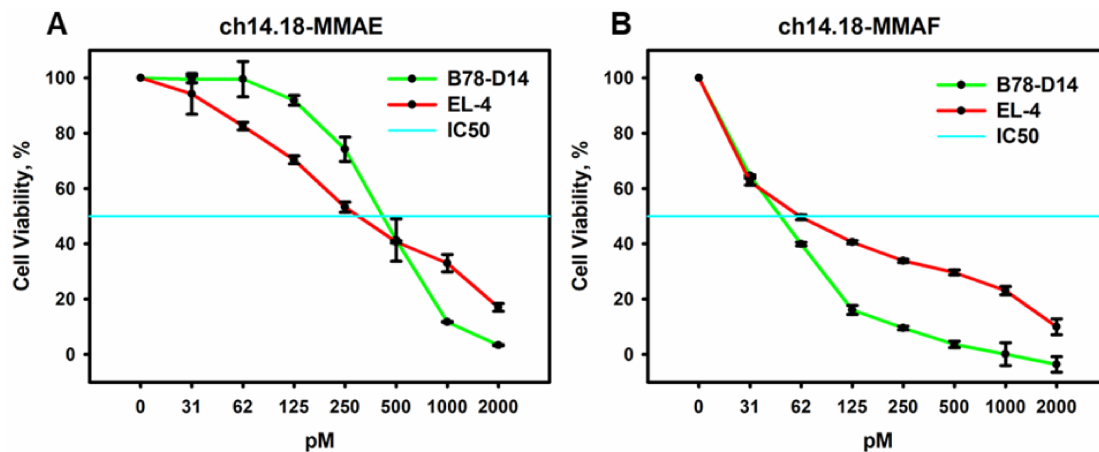 A
ch14.18-MMAE
B78-D14
EL-4
IC50
Cell Viability, %
100
80
60
40
20
0
0 31 62 125 250 500 1000 2000
pM
B
ch14.18-MMAF
B78-D14
EL-4
IC50
Cell Viability, %
100
80
60
40
20
0
0 31 62 125 250 500 1000 2000
pM